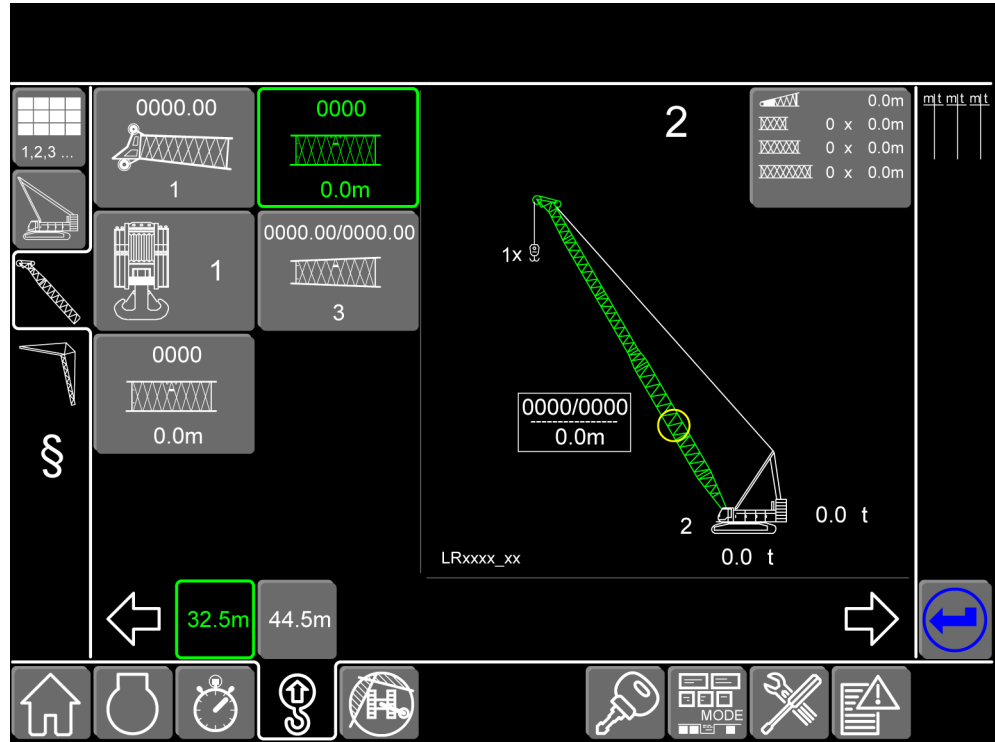 1,2,3 ...
0000.00
1
0000
0.0m
1
0000.00/0000.00
3
0000
0.0m
§
2
0.0m
0 x 0.0m
0 x 0.0m
0 x 0.0m
m t m t m t
1x
0000/0000
0.0m
2
0.0 t
0.0 t
LRxxxx_xx
32.5m
44.5m
MODE